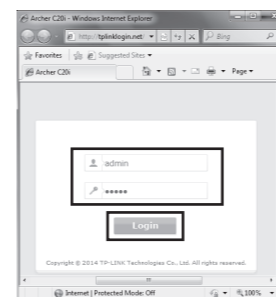 Archer C20i - Windows Internet Explorer
http://tplinklogin.net/
Bing
Favorites
Suggested Sites
Archer C20i
Page
admin
•••••
Login
Copyright © 2014 TP-LINK Technologies Co., Ltd. All rights reserved.
Internet | Protected Mode: Off
100%